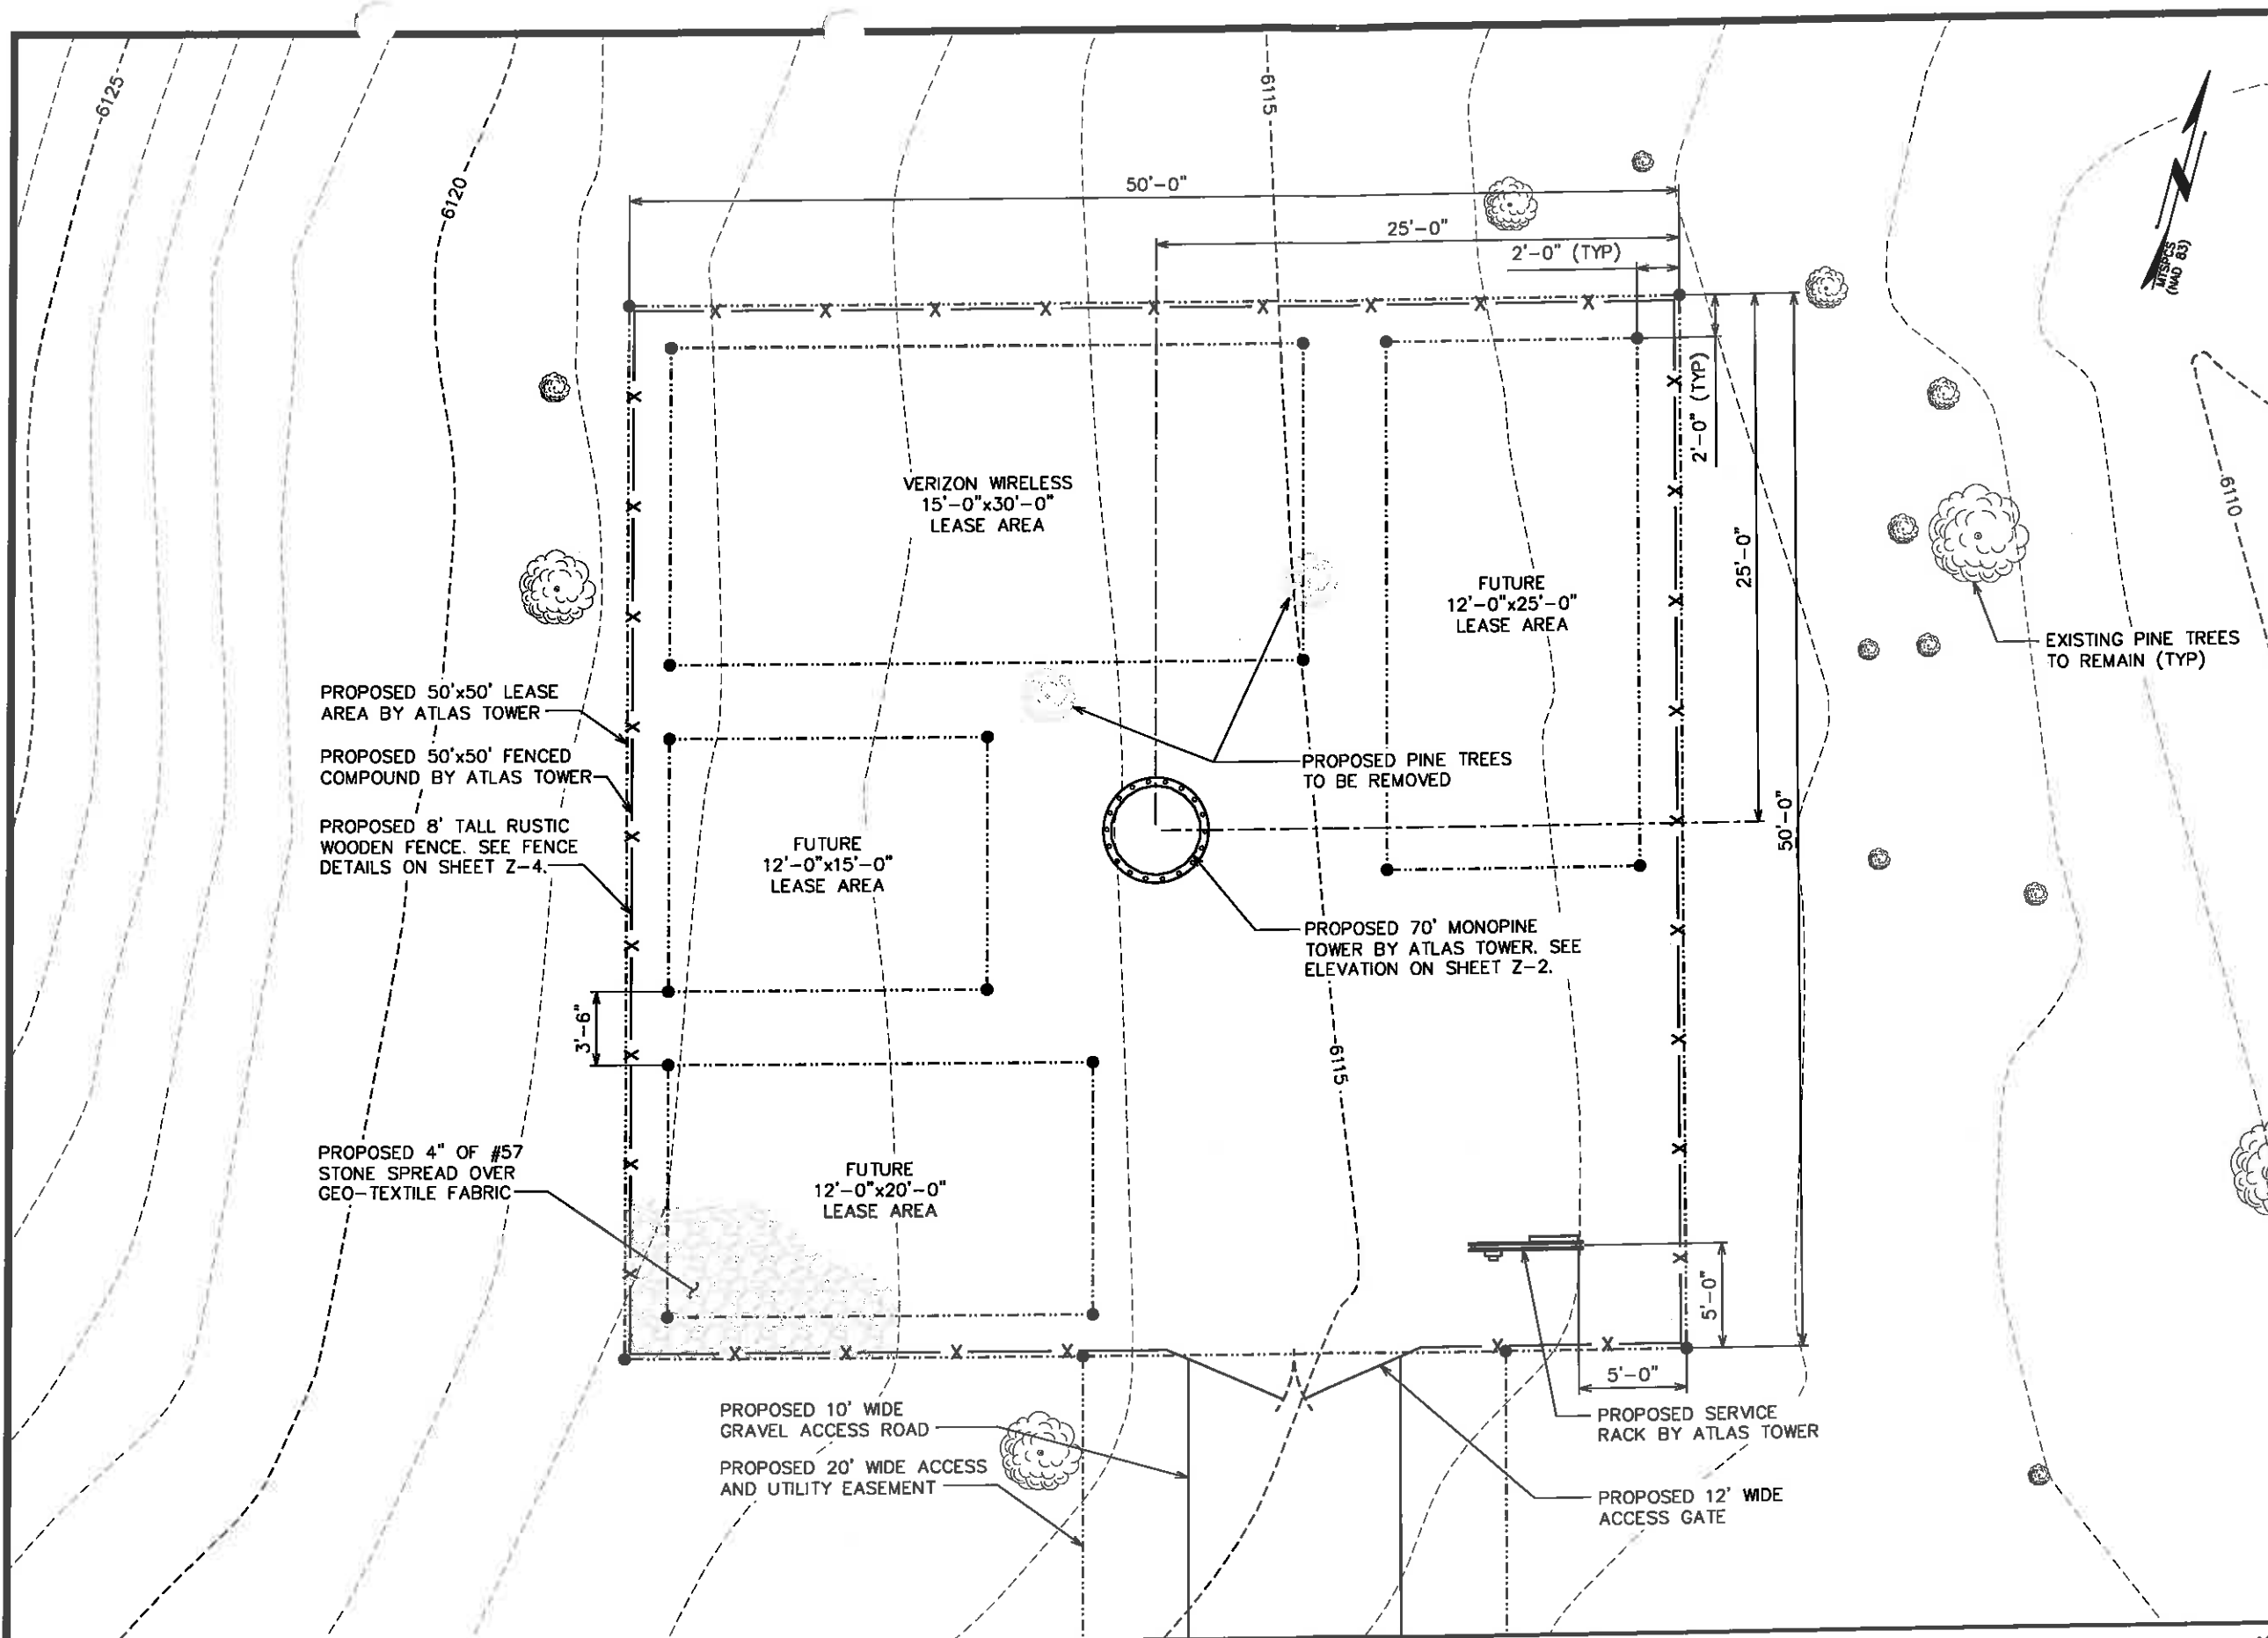 6125
6120
6115
50'-0"
25'-0"
2'-0" (TYP)
MTSPCS
(NAD 83)
2'-0" (TYP)
VERIZON WIRELESS
15'-0"x30'-0"
LEASE AREA
25'-0"
6110
FUTURE
12'-0"x25'-0"
LEASE AREA
EXISTING PINE TREES
TO REMAIN (TYP)
PROPOSED 50'x50' LEASE
AREA BY ATLAS TOWER
PROPOSED 50'x50' FENCED
COMPOUND BY ATLAS TOWER
PROPOSED 8' TALL RUSTIC
WOODEN FENCE. SEE FENCE
DETAILS ON SHEET Z-4.
PROPOSED PINE TREES
TO BE REMOVED
50'-0"
FUTURE
12'-0"x15'-0"
LEASE AREA
PROPOSED 70' MONOPINE
TOWER BY ATLAS TOWER. SEE
ELEVATION ON SHEET Z-2.
3'-6"
6115
PROPOSED 4" OF #57
STONE SPREAD OVER
GEO-TEXTILE FABRIC
FUTURE
12'-0"x20'-0"
LEASE AREA
5'-0"
5'-0"
PROPOSED 10' WIDE
GRAVEL ACCESS ROAD
PROPOSED 20' WIDE ACCESS
AND UTILITY EASEMENT
PROPOSED SERVICE
RACK BY ATLAS TOWER
PROPOSED 12' WIDE
ACCESS GATE